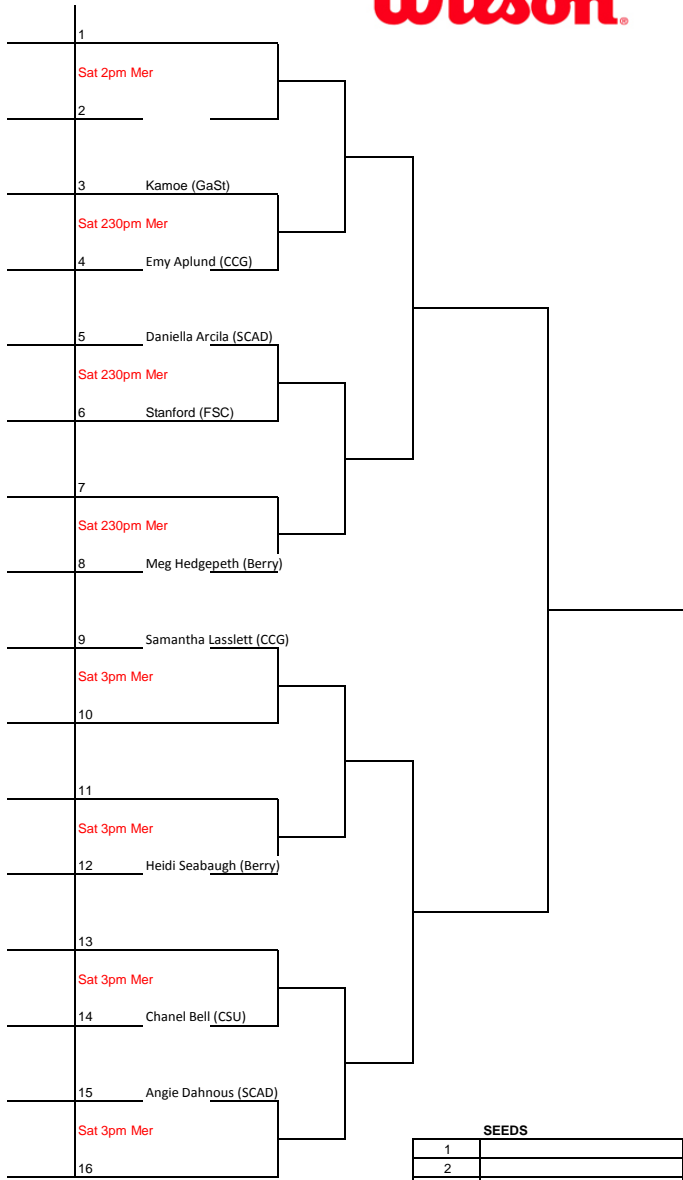 Wilson®
1
Sat 2pm Mer
2
3 Kamoe (GaSt)
Sat 230pm Mer
4 Emy Aplund (CCG)
5 Daniella Arcila (SCAD)
Sat 230pm Mer
6 Stanford (FSC)
7
Sat 230pm Mer
8 Meg Hedgepeth (Berry)
9 Samantha Lasslett (CCG)
Sat 3pm Mer
10
11
Sat 3pm Mer
12 Heidi Seabaugh (Berry)
13
Sat 3pm Mer
14 Chanel Bell (CSU)
15 Angie Dahnous (SCAD)
Sat 3pm Mer
16
SEEDS
1
2